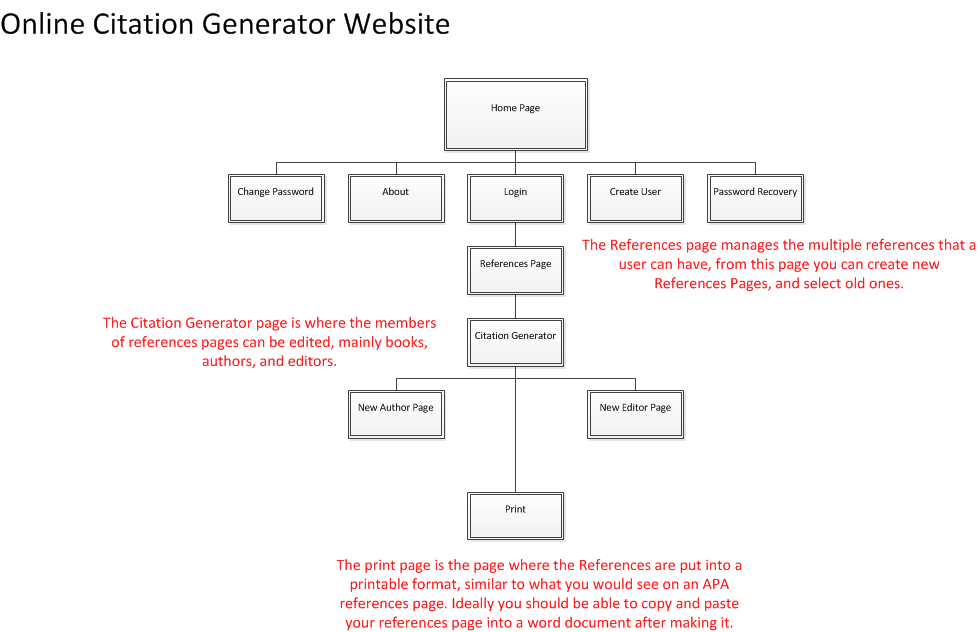 Online Citation Generator Website
Home Page
Change Password
About
Login
Create User
Password Recovery
References Page
The References page manages the multiple references that a
user can have, from this page you can create new
References Pages, and select old ones.
The Citation Generator page is where the members
of references pages can be edited, mainly books,
authors, and editors.
Citation Generator
New Author Page
New Editor Page
Print
The print page is the page where the References are put into a
printable format, similar to what you would see on an APA
references page. Ideally you should be able to copy and paste
your references page into a word document after making it.